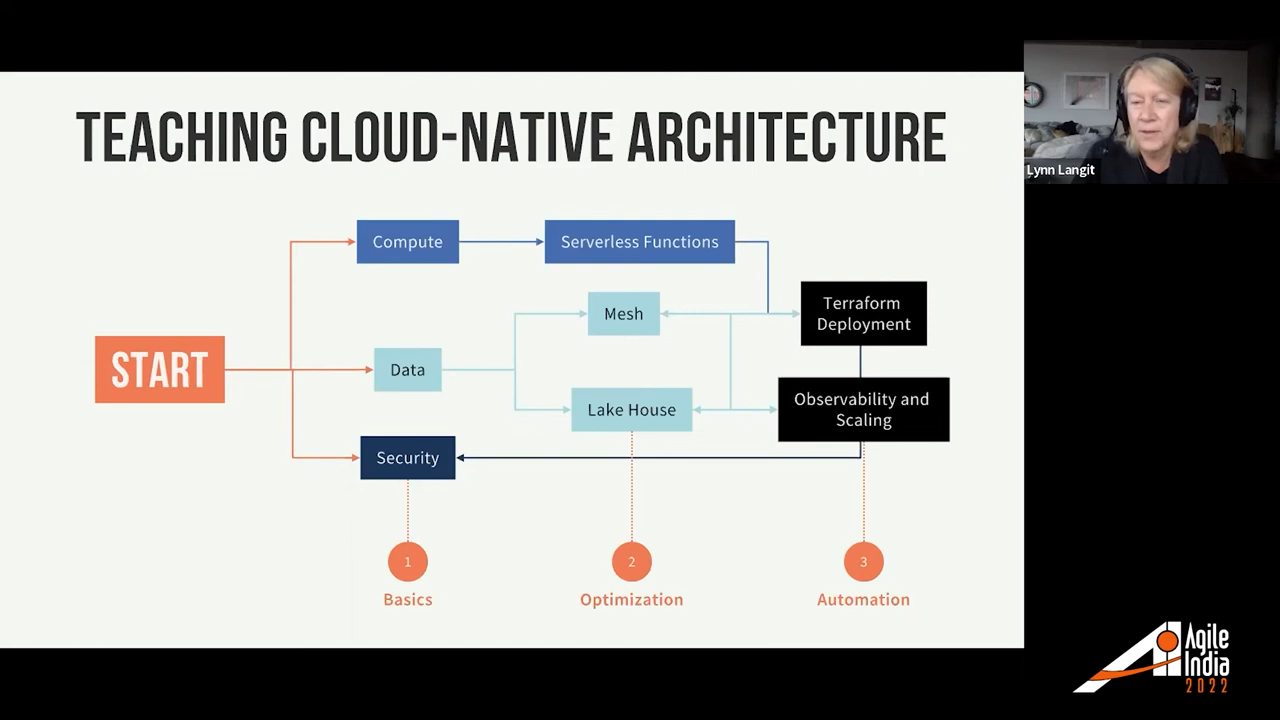 TEACHING CLOUD-NATIVE ARCHITECTURE
Lynn Langit
START
Compute
Serverless Functions
Data
Mesh
Lake House
Security
Terraform
Deployment
Observability and
Scaling
1
Basics
2
Optimization
3
Automation
Agile
India
2022